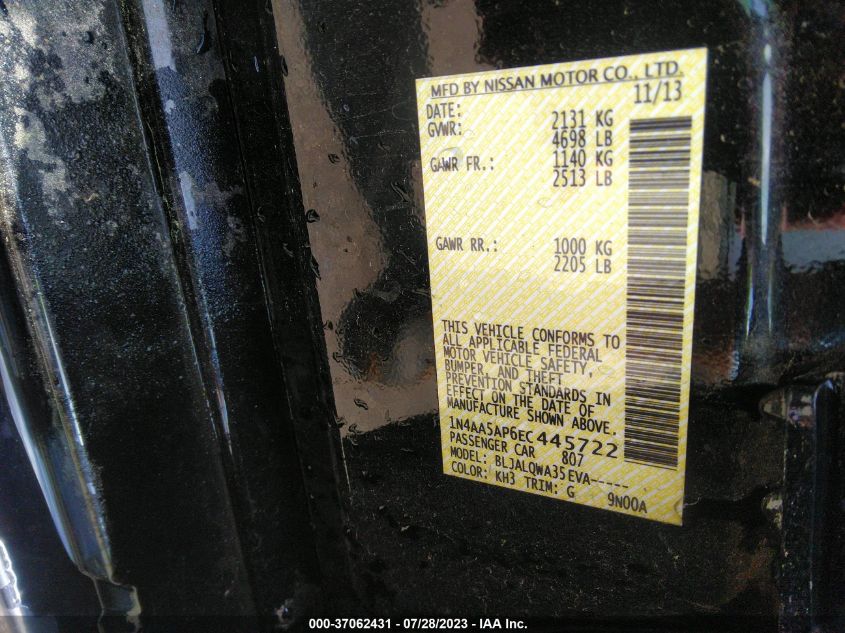 MFD BY NISSAN MOTOR CO., LTD.
DATE: 11/13
GVWR: 2131 KG
4698 LB
GAWR FR.: 1140 KG
2513 LB
GAWR RR.: 1000 KG
2205 LB
THIS VEHICLE CONFORMS TO
ALL APPLICABLE FEDERAL
MOTOR VEHICLE SAFETY,
BUMPER, AND THEFT
PREVENTION STANDARDS IN
EFFECT ON THE DATE OF
MANUFACTURE SHOWN ABOVE.
1N4AA5AP6EC445722
PASSENGER CAR 807
MODEL: BLJALQWA35EVA-----
COLOR: KH3 TRIM: G 9N00A
000-37062431 - 07/28/2023 - IAA Inc.